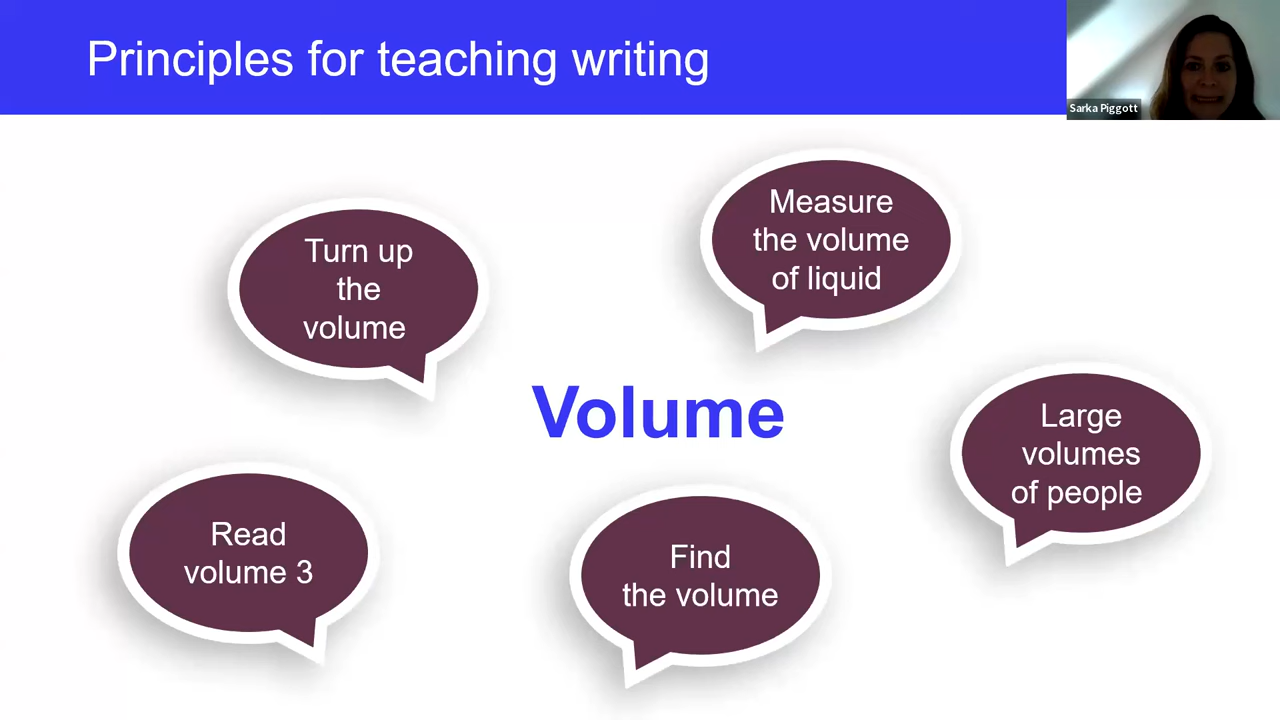 Principles for teaching writing
Sarka Piggott
Measure
the volume
of liquid
Turn up
the
volume
Volume
Large
volumes
of people
Read
volume 3
Find
the volume